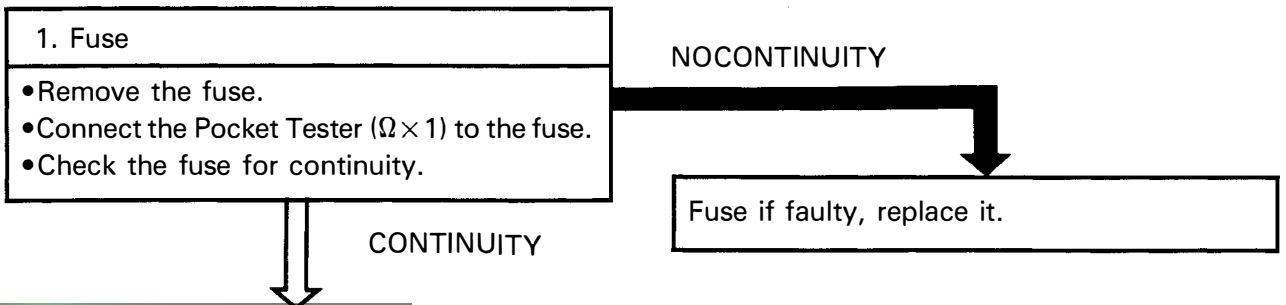 1. Fuse
•Remove the fuse.
•Connect the Pocket Tester (Ω×1) to the fuse.
•Check the fuse for continuity.
NOCONTINUITY
Fuse if faulty, replace it.
CONTINUITY